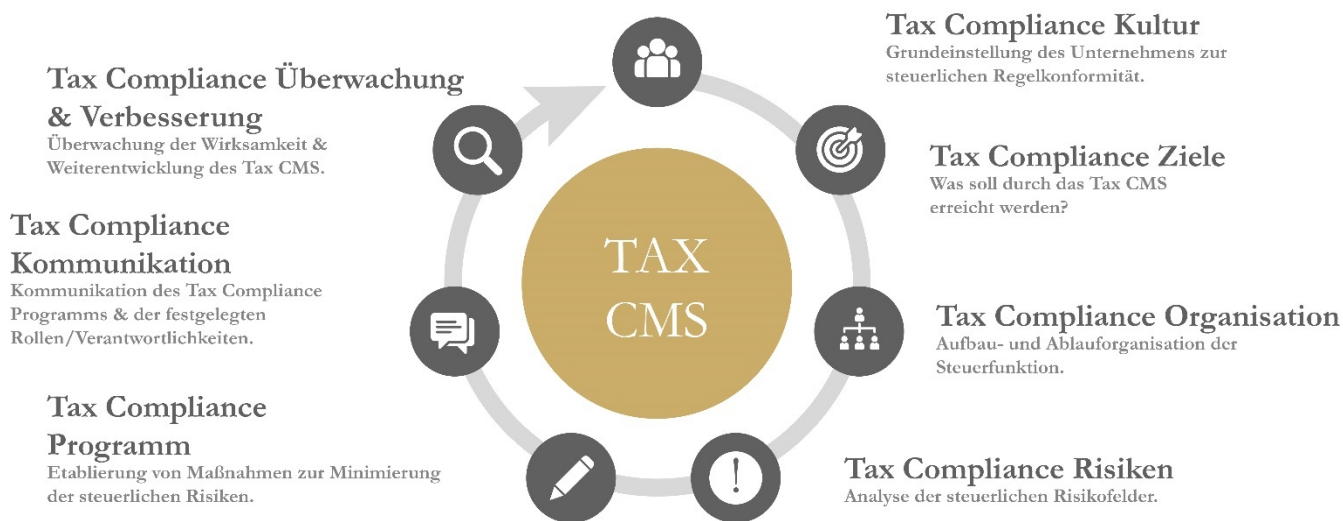 Tax Compliance Kultur
Grundeinstellung des Unternehmens zur
steuerlichen Regelkonformität.
Tax Compliance Ziele
Was soll durch das Tax CMS
erreicht werden?
Tax Compliance Organisation
Aufbau- und Ablauforganisation der
Steuerfunktion.
Tax Compliance Risiken
Analyse der steuerlichen Risikofelder.
Tax Compliance
Programm
Etablierung von Maßnahmen zur Minimierung
der steuerlichen Risiken.
Tax Compliance
Kommunikation
Kommunikation des Tax Compliance
Programms & der festgelegten
Rollen/Verantwortlichkeiten.
Tax Compliance Überwachung
& Verbesserung
Überwachung der Wirksamkeit &
Weiterentwicklung des Tax CMS.
TAX
CMS